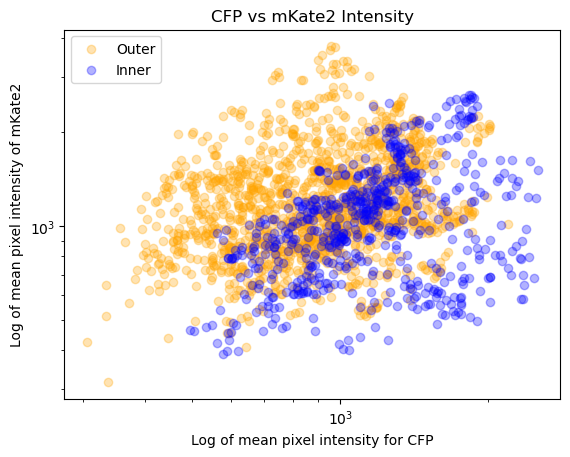 CFP vs mKate2 Intensity
Outer
Inner
Log of mean pixel intensity of mKate2
10³
10³
Log of mean pixel intensity for CFP